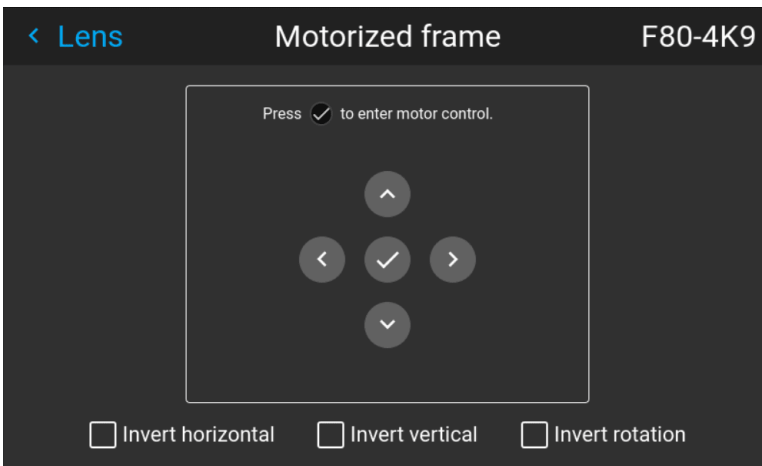 Lens
Motorized frame
F80-4K9
Press to enter motor control.
Invert horizontal
Invert vertical
Invert rotation